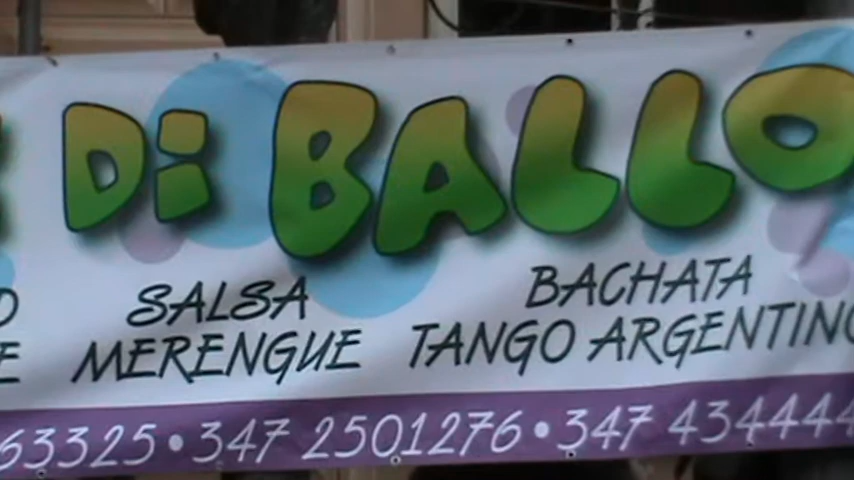 DI BALLO
SALSA BACHATA
MERENGUE TANGO ARGENTINO
63325 • 347 2501276 • 347 434444